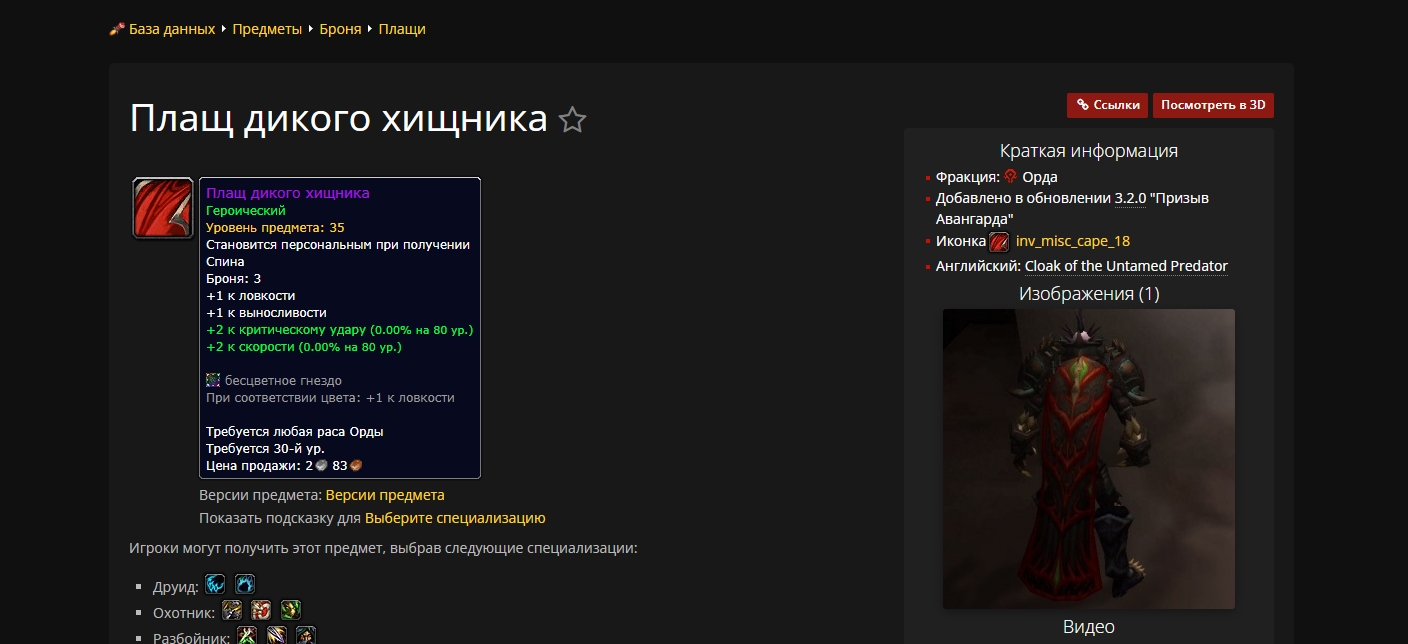 База данных Предметы Броня Плащи
Плащ дикого хищника
Ссылки Посмотреть в 3D
Плащ дикого хищника
Героический
Уровень предмета: 35
Становится персональным при получении
Спина
Броня: 3
+1 к ловкости
+1 к выносливости
+2 к критическому удару (0.00% на 80 ур.)
+2 к скорости (0.00% на 80 ур.)
бесцветное гнездо
При соответствии цвета: +1 к ловкости
Требуется любая раса Орды
Требуется 30-й ур.
Цена продажи: 2 83
Версии предмета: Версии предмета
Показать подсказку для Выберите специализацию
Игроки могут получить этот предмет, выбрав следующие специализации:
Друид:
Охотник:
Разбойник:
Краткая информация
Фракция: Орда
Добавлено в обновлении 3.2.0 "Призыв
Авангарда"
Иконка inv_misc_cape_18
Английский: Cloak of the Untamed Predator
Изображения (1)
Видео